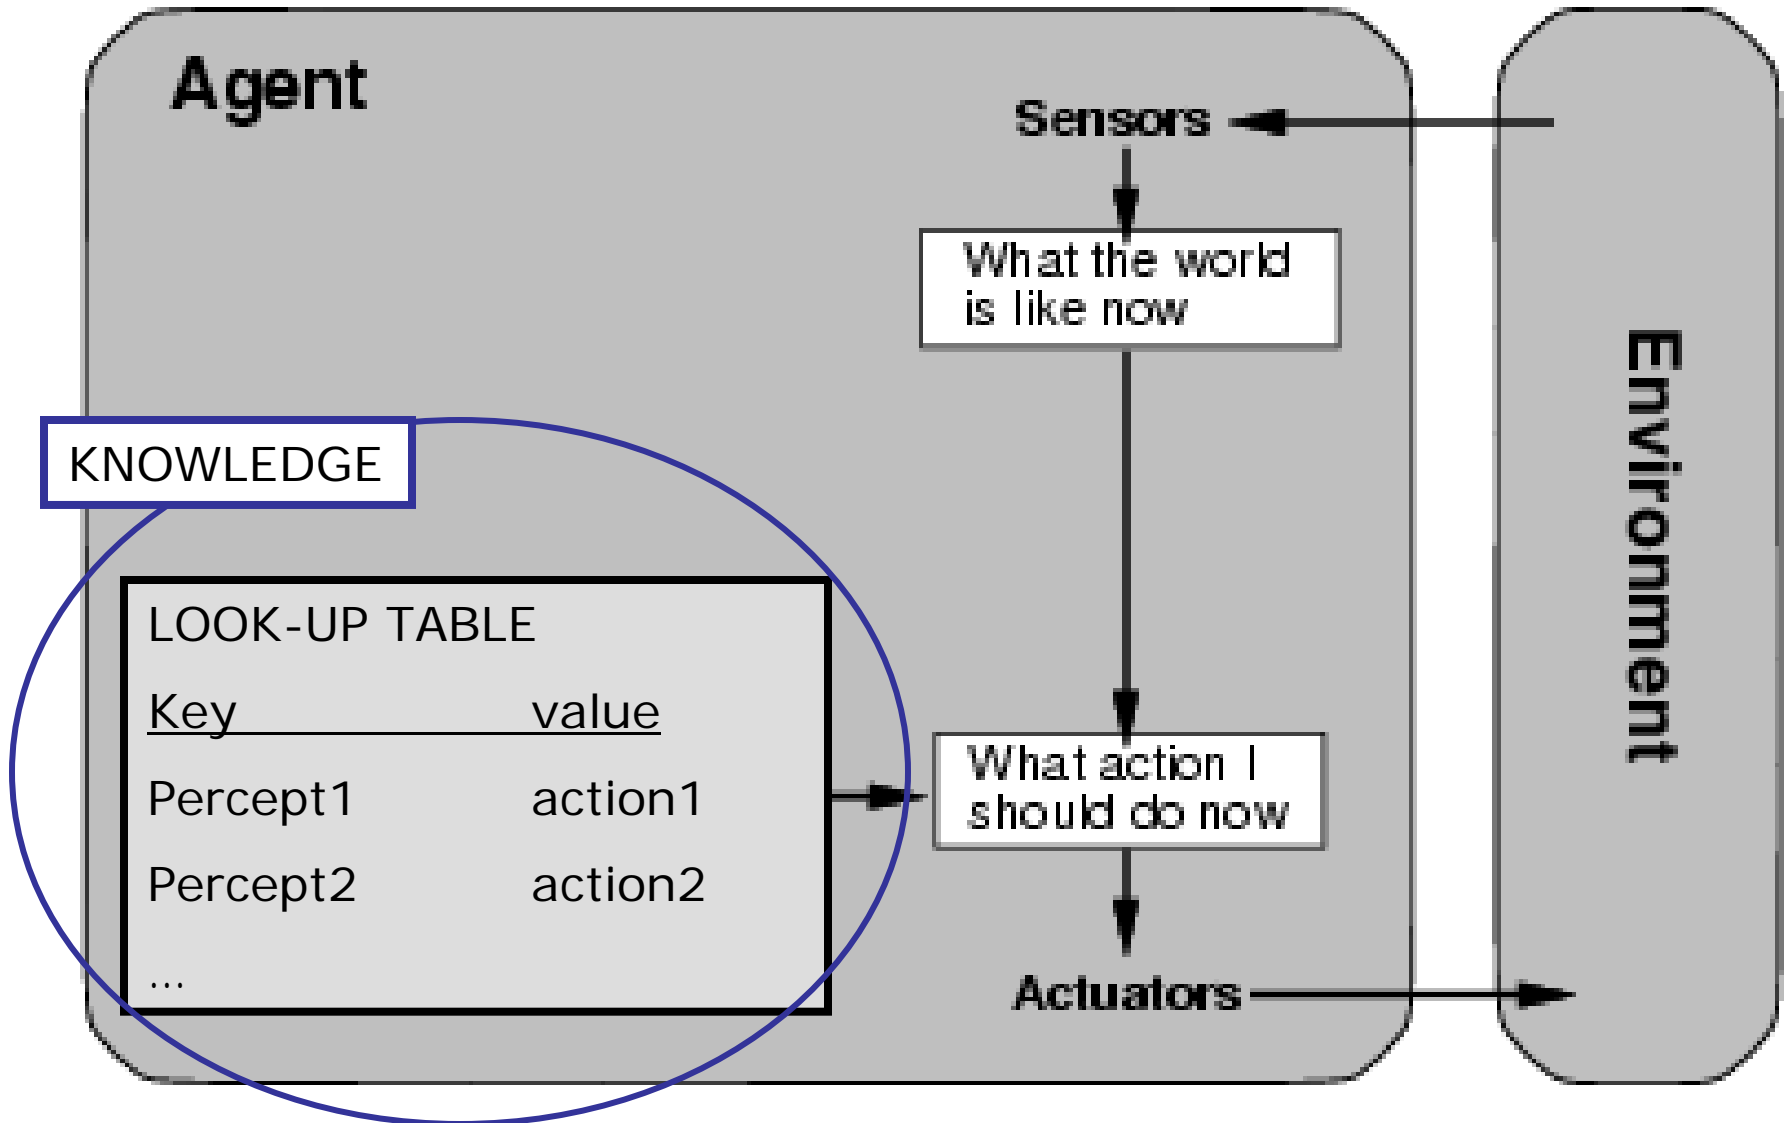 Agent
Sensors
What the world
is like now
Environment
KNOWLEDGE
LOOK-UP TABLE
Key value
Percept1 action1
Percept2 action2
...
What action I
should do now
Actuators